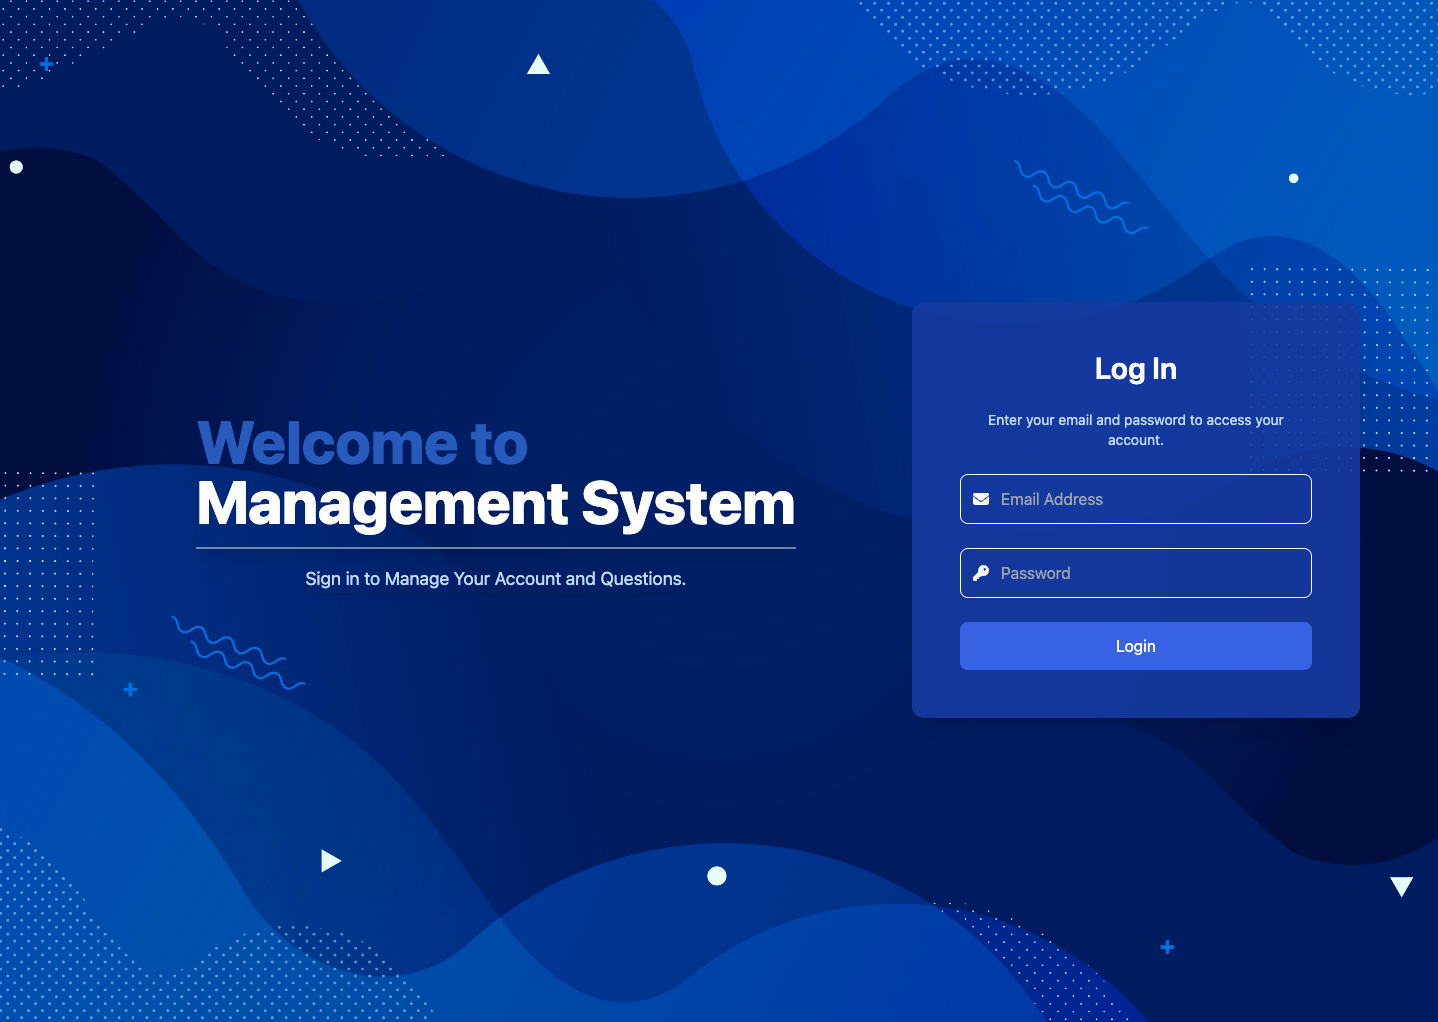 Welcome to
Management System
Sign in to Manage Your Account and Questions.
Log In
Enter your email and password to access your
account.
Email Address
Password
Login